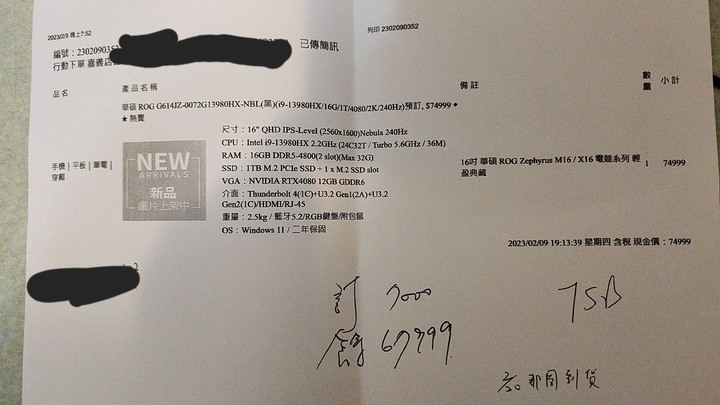 2023/2/9 晚上7:52
列印 2302090352
編號：2302090352
已傳簡訊
行動下單 嘉義店
品名
產品名稱
備註
數量
小計
華碩 ROG G614JZ-0072G13980HX-NBL(黑)(i9-13980HX/16G/1T/4080/2K/240Hz)預訂, $74999 ◆
★ 熱賣
手機 | 平板 | 筆電 |
穿戴
NEW
ARRIVALS
新品
圖片上架中
尺寸：16" QHD IPS-Level (2560x1600)Nebula 240Hz
CPU：Intel i9-13980HX 2.2GHz (24C32T / Turbo 5.6GHz / 36M)
RAM：16GB DDR5-4800(2 slot)(Max 32G)
SSD：1TB M.2 PCIe SSD + 1 x M.2 SSD slot
VGA：NVIDIA RTX4080 12GB GDDR6
介面：Thunderbolt 4(1C)+U3.2 Gen1(2A)+U3.2
Gen2(1C)/HDMI/RJ-45
重量：2.5kg / 藍牙5.2/RGB鍵盤/附包鼠
OS：Windows 11 / 二年保固
16吋 華碩 ROG Zephyrus M16 / X16 電競系列 輕
盈典藏
1
74999
2023/02/09 19:13:39 星期四 含稅 現金價：74999
訂 7000
餘 67999